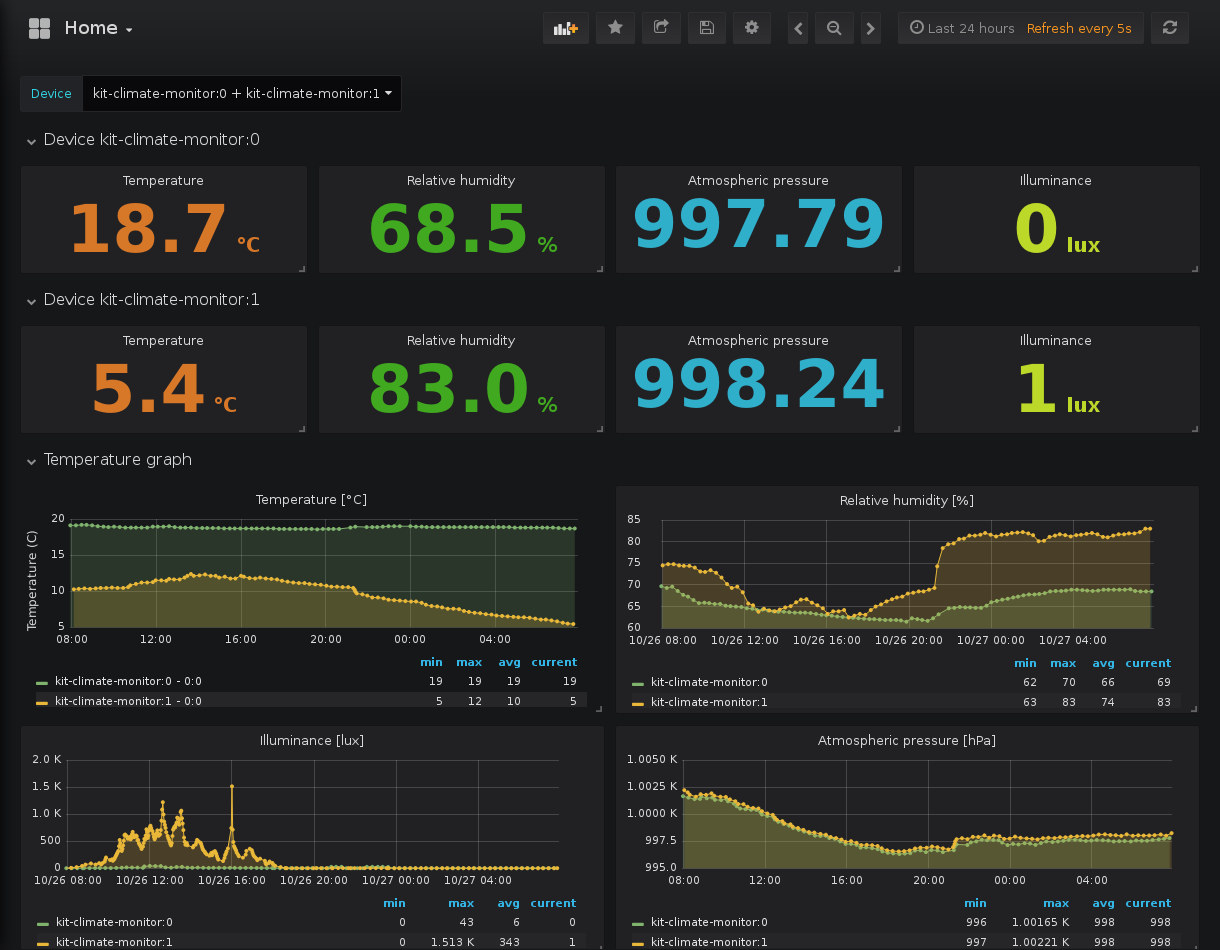 Home
Last 24 hours Refresh every 5s
Device kit-climate-monitor:0 + kit-climate-monitor:1
Device kit-climate-monitor:0
Temperature Relative humidity Atmospheric pressure Illuminance
18.7 °C 68.5 % 997.79 0 lux
Device kit-climate-monitor:1
Temperature Relative humidity Atmospheric pressure Illuminance
5.4 °C 83.0 % 998.24 1 lux
Temperature graph
Temperature [°C]
Temperature (C)
20
15
10
5
08:00 12:00 16:00 20:00 00:00 04:00
min max avg current
kit-climate-monitor:0 - 0:0 19 19 19 19
kit-climate-monitor:1 - 0:0 5 12 10 5
Relative humidity [%]
85
80
75
70
65
60
10/26 08:00 10/26 12:00 10/26 16:00 10/26 20:00 10/27 00:00 10/27 04:00
min max avg current
kit-climate-monitor:0 62 70 66 69
kit-climate-monitor:1 63 83 74 83
Illuminance [lux]
2.0 K
1.5 K
1.0 K
500
0
10/26 08:00 10/26 12:00 10/26 16:00 10/26 20:00 10/27 00:00 10/27 04:00
min max avg current
kit-climate-monitor:0 0 43 6 0
kit-climate-monitor:1 0 1.513 K 343 1
Atmospheric pressure [hPa]
1.0050 K
1.0025 K
1.0000 K
997.5
995.0
08:00 12:00 16:00 20:00 00:00 04:00
min max avg current
kit-climate-monitor:0 996 1.00165 K 998 998
kit-climate-monitor:1 997 1.00221 K 998 998